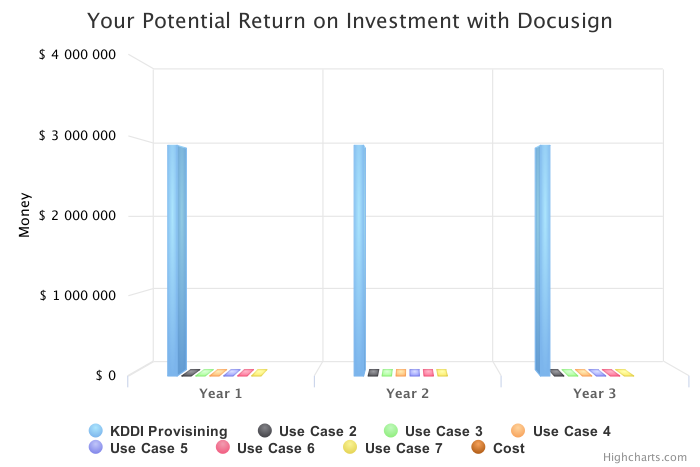 Your Potential Return on Investment with Docusign
$ 4 000 000
$ 3 000 000
$ 2 000 000
$ 1 000 000
$ 0
Money
Year 1
Year 2
Year 3
KDDI Provisining
Use Case 2
Use Case 3
Use Case 4
Use Case 5
Use Case 6
Use Case 7
Cost
Highcharts.com